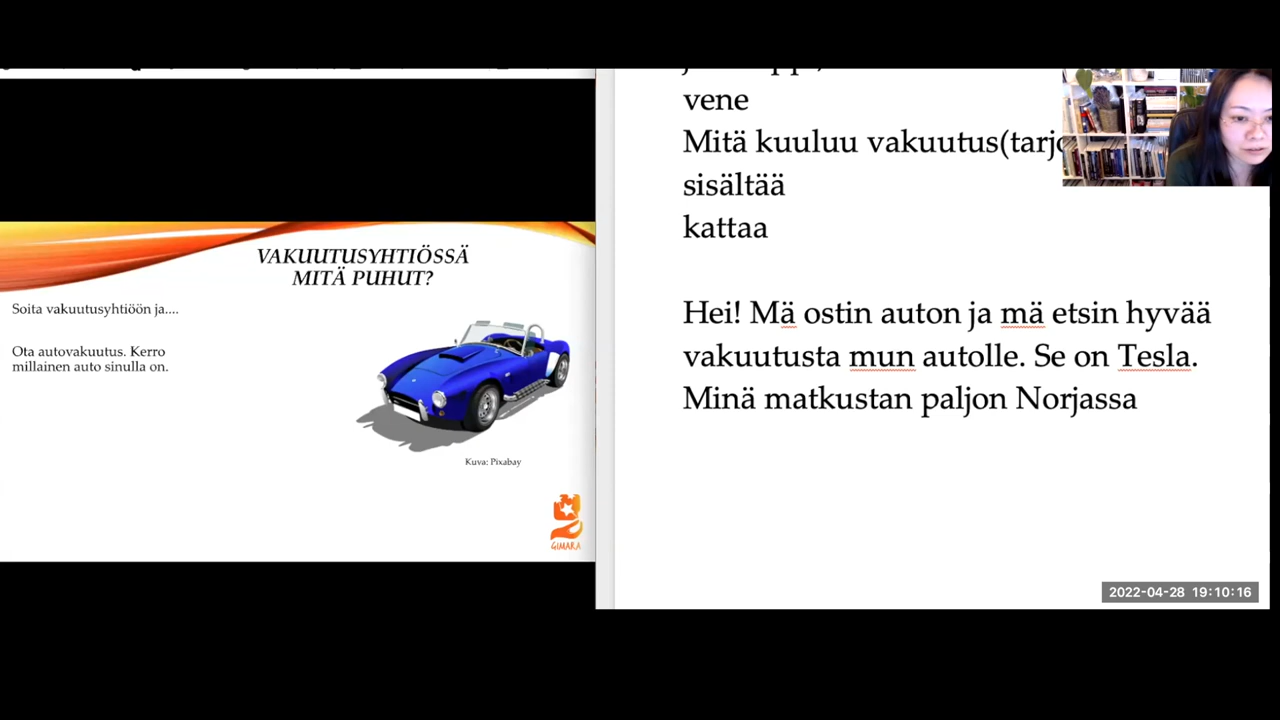 VAKUUTUSYHTIÖSSÄ
MITÄ PUHUT?
Soita vakuutusyhtiöön ja....
Ota autovakuutus. Kerro
millainen auto sinulla on.
Kuva: Pixabay
GIMARA
vene
Mitä kuuluu vakuutus(tarjo
sisältää
kattaa
Hei! Mä ostin auton ja mä etsin hyvää
vakuutusta mun autolle. Se on Tesla.
Minä matkustan paljon Norjassa
2022-04-28 19:10:16